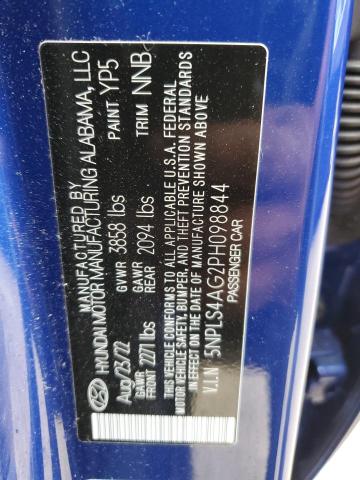 MANUFACTURED BY
HYUNDAI MOTOR MANUFACTURING ALABAMA, LLC
Aug/25/22 GVWR 3858 lbs PAINT YP5
GAWR FRONT 2271 lbs GAWR REAR 2094 lbs TRIM NNB
THIS VEHICLE CONFORMS TO ALL APPLICABLE U.S.A. FEDERAL
MOTOR VEHICLE SAFETY, BUMPER, AND THEFT PREVENTION STANDARDS
IN EFFECT ON THE DATE OF MANUFACTURE SHOWN ABOVE
V.I.N: 5NPLS4AG2PH098844
PASSENGER CAR